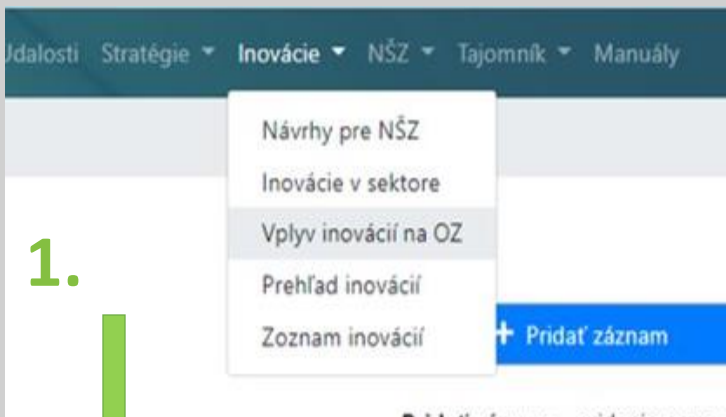 Udalosti Stratégie Inovácie NŠZ Tajomník Manuály
Návrhy pre NŠZ
Inovácie v sektore
Vplyv inovácií na OZ
1.
Prehľad inovácií
Zoznam inovácií
+ Pridať záznam